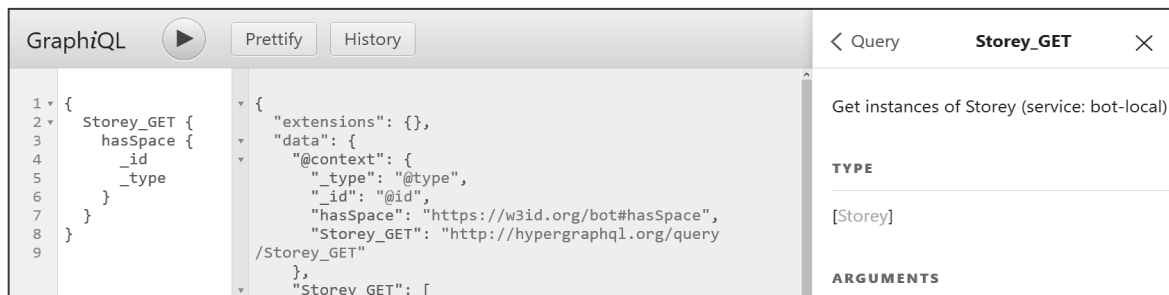 GraphiQL
Prettify
History
1 {
2 Storey_GET {
3 hasSpace {
4 _id
5 _type
6 }
7 }
8 }
9
{
"extensions": {},
"data": {
"@context": {
"_type": "@type",
"_id": "@id",
"hasSpace": "https://w3id.org/bot#hasSpace",
"Storey_GET": "http://hypergraphql.org/query
/Storey_GET"
},
"Storey_GET": [
Query
Storey_GET
Get instances of Storey (service: bot-local)
TYPE
[Storey]
ARGUMENTS